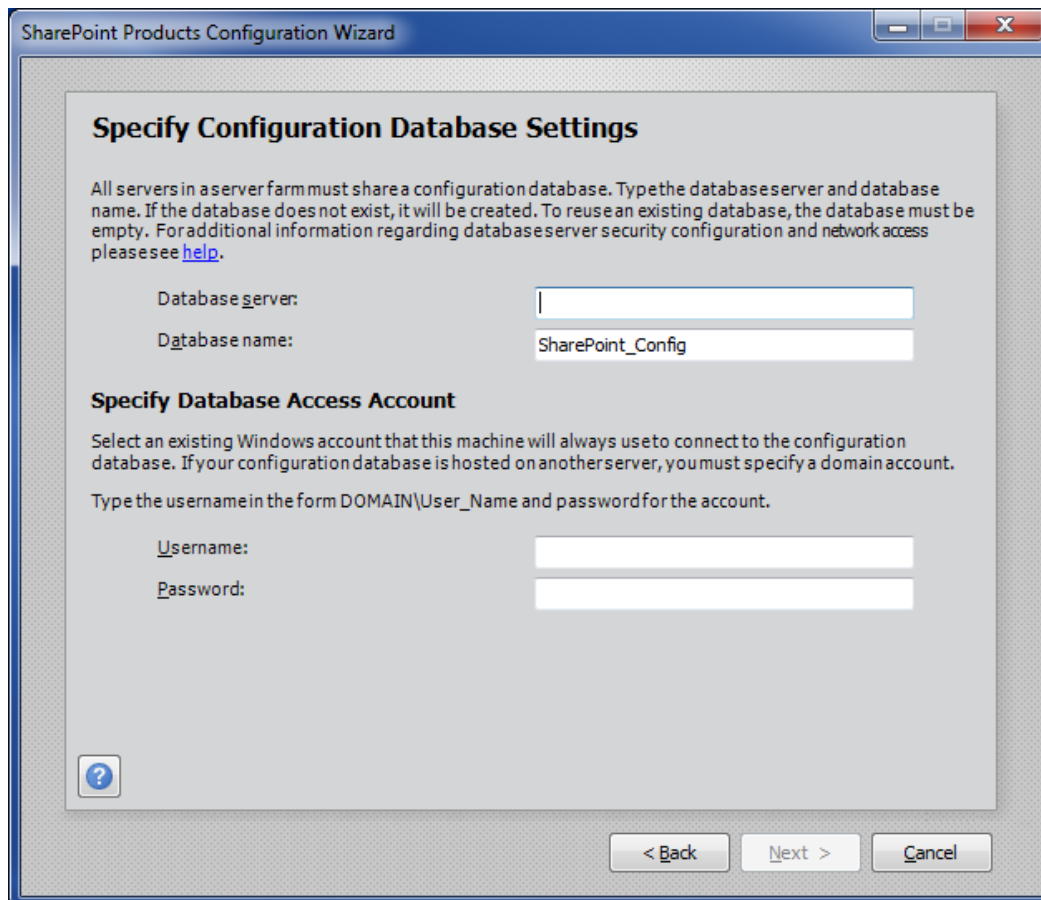 SharePoint Products Configuration Wizard
Specify Configuration Database Settings
All servers in a server farm must share a configuration database. Type the database server and database
name. If the database does not exist, it will be created. To reuse an existing database, the database must be
empty. For additional information regarding database server security configuration and network access
please see help.
Database server:
Database name:
SharePoint_Config
Specify Database Access Account
Select an existing Windows account that this machine will always use to connect to the configuration
database. If your configuration database is hosted on another server, you must specify a domain account.
Type the username in the form DOMAIN\User_Name and password for the account.
Username:
Password:
?
< Back
Next >
Cancel